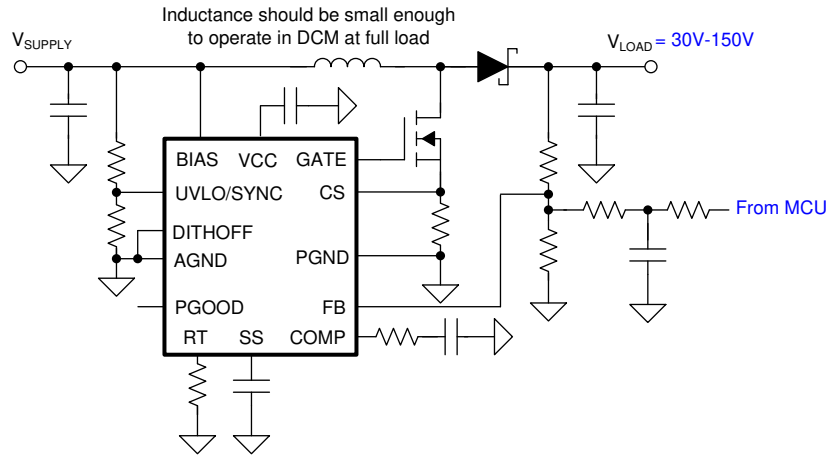 Inductance should be small enough
to operate in DCM at full load
VSUPPLY
VLOAD = 30V-150V
BIAS VCC GATE
UVLO/SYNC CS
DITHOFF
AGND PGND
From MCU
PGOOD FB
RT SS COMP